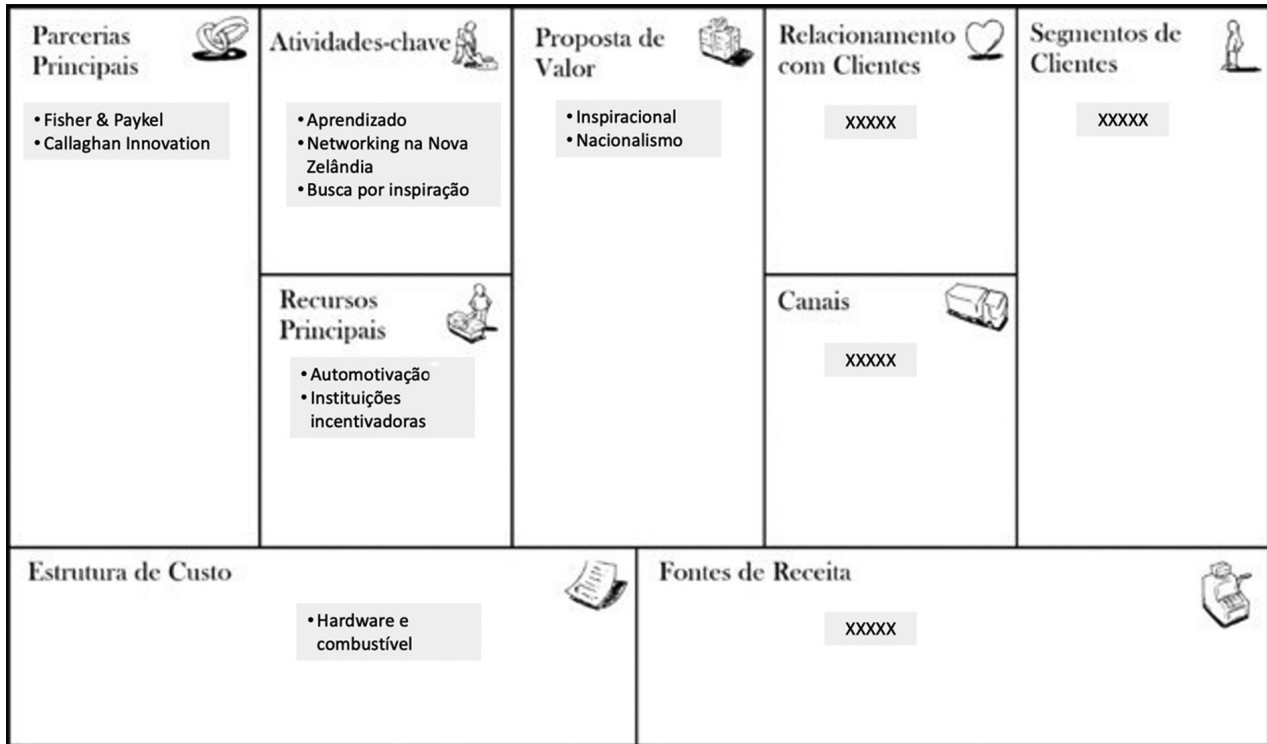 Parcerias
Principais
• Fisher & Paykel
• Callaghan Innovation
Atividades-chave
• Aprendizado
• Networking na Nova
Zelândia
• Busca por inspiração
Recursos
Principais
• Automotivação
• Instituições
incentivadoras
Proposta de
Valor
• Inspiracional
• Nacionalismo
Relacionamento
com Clientes
XXXXX
Canais
XXXXX
Segmentos de
Clientes
XXXXX
Estrutura de Custo
• Hardware e
combustível
Fontes de Receita
XXXXX